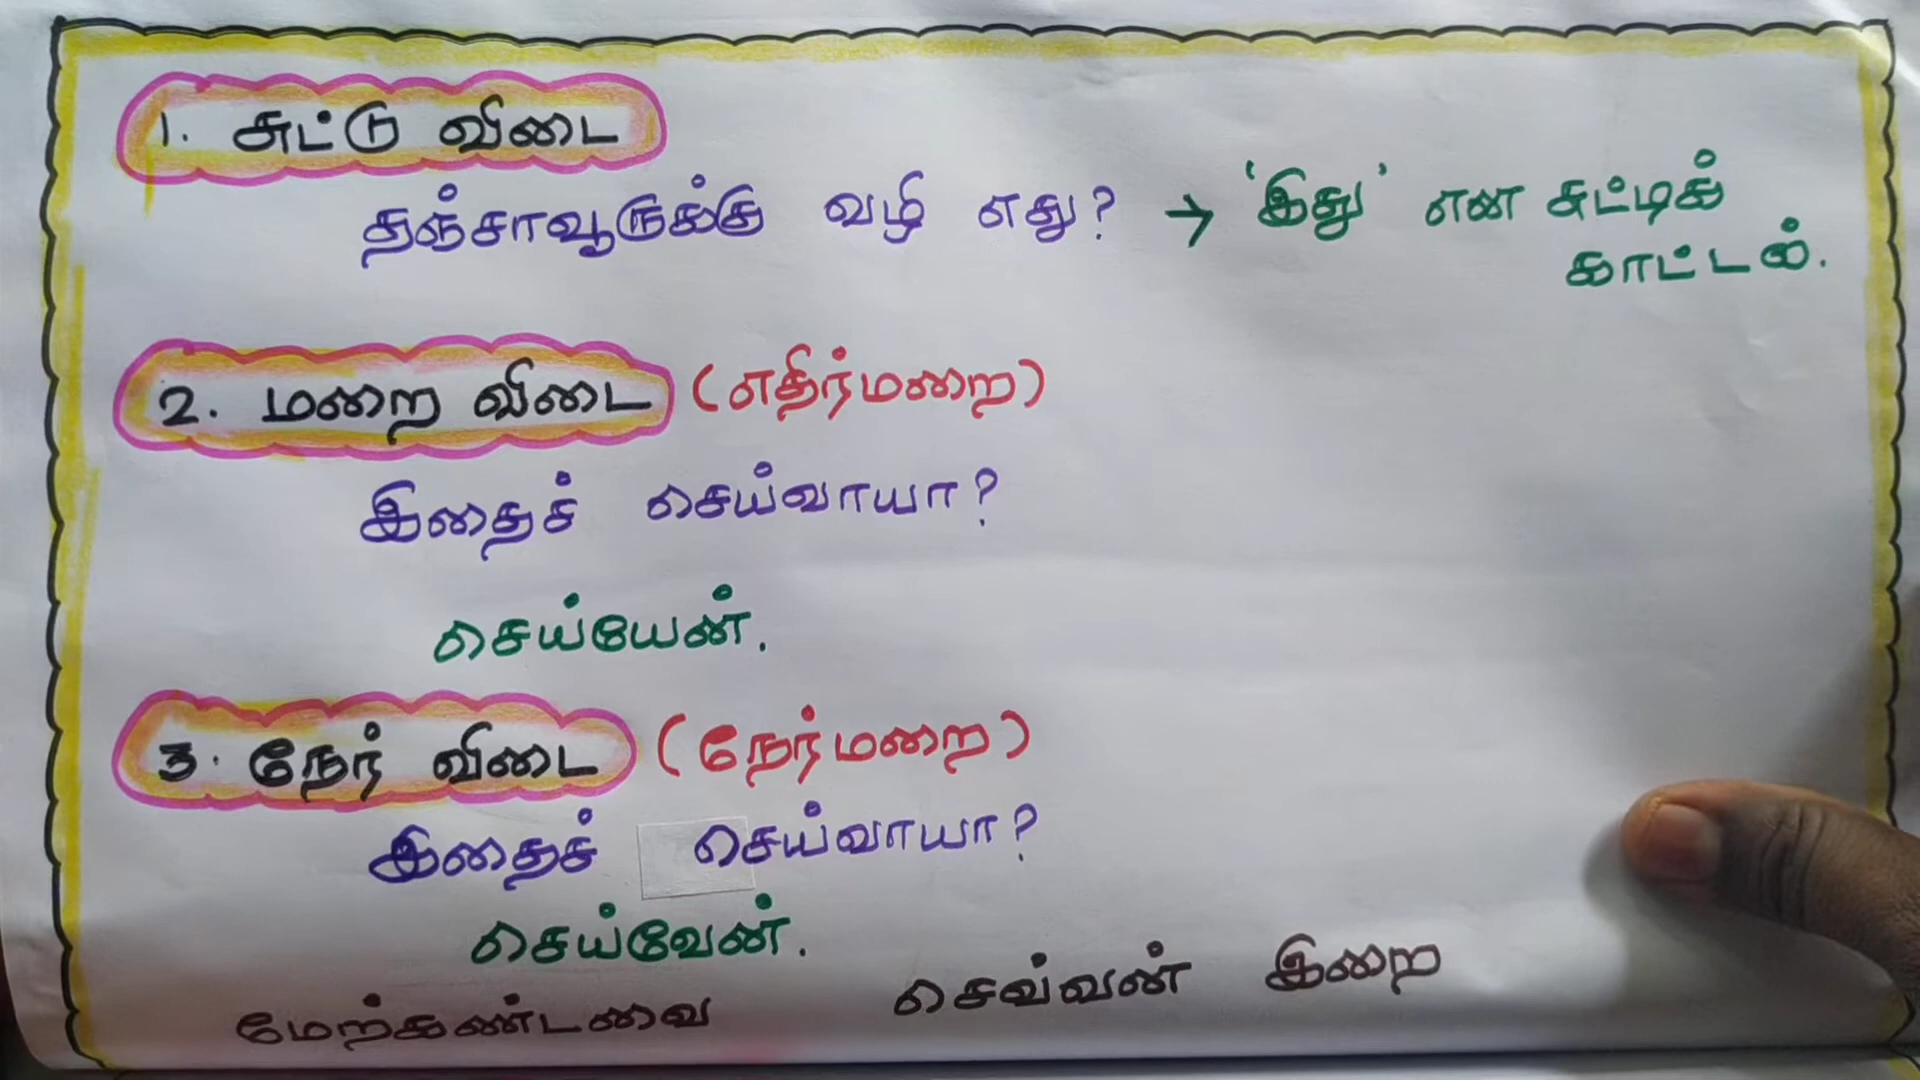 1. சுட்டு விடை
தஞ்சாவூருக்கு வழி எது? → 'இது' என சுட்டிக்
காட்டல்.
2. மறை விடை (எதிர்மறை)
இதைச் செய்வாயா?
செய்யேன்.
3. நேர் விடை (நேர்மறை)
இதைச் செய்வாயா?
செய்வேன்.
மேற்கண்டவை செவ்வன் இறை